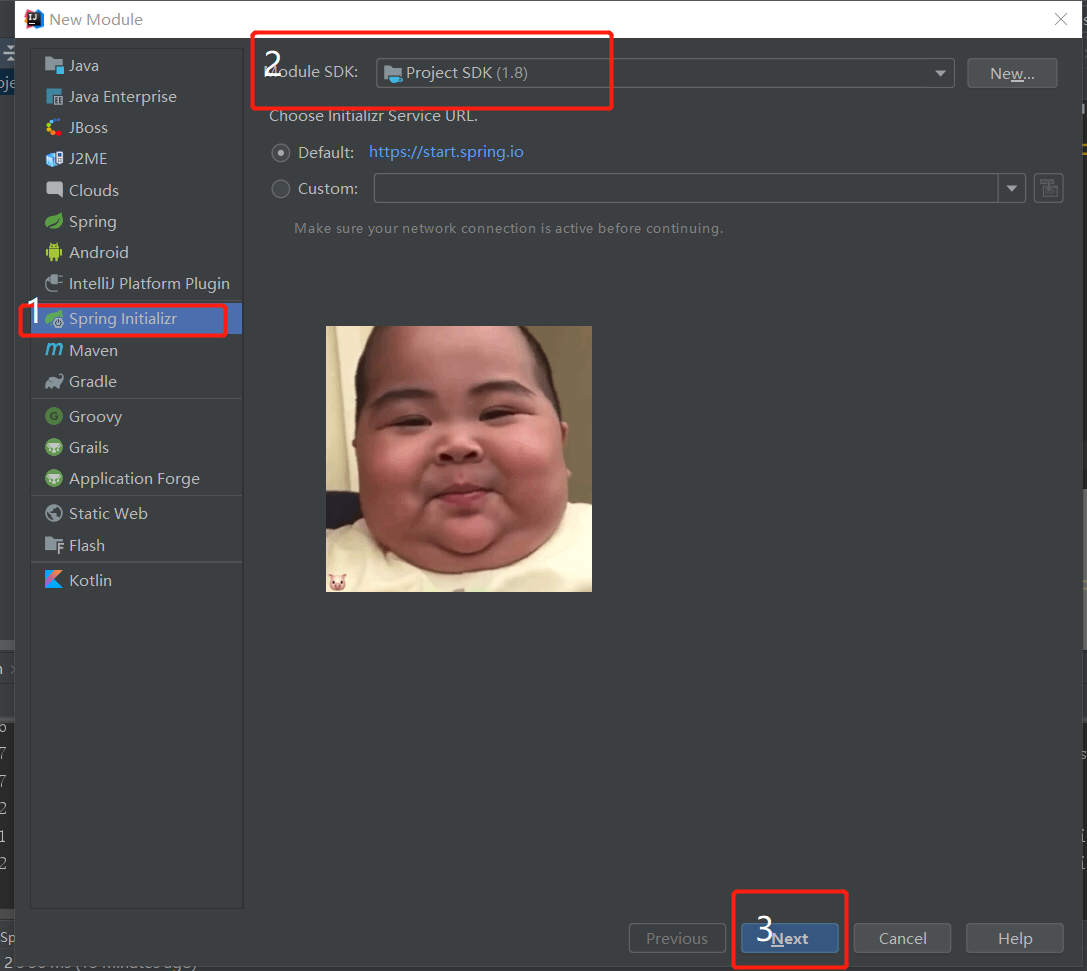 New Module
Java
Java Enterprise
JBoss
J2ME
Clouds
Spring
Android
IntelliJ Platform Plugin
1
Spring Initializr
Maven
Gradle
Groovy
Grails
Application Forge
Static Web
Flash
Kotlin
2
Module SDK: Project SDK (1.8) New...
Choose Initializr Service URL.
Default: https://start.spring.io
Custom:
Make sure your network connection is active before continuing.
3
Previous Next Cancel Help